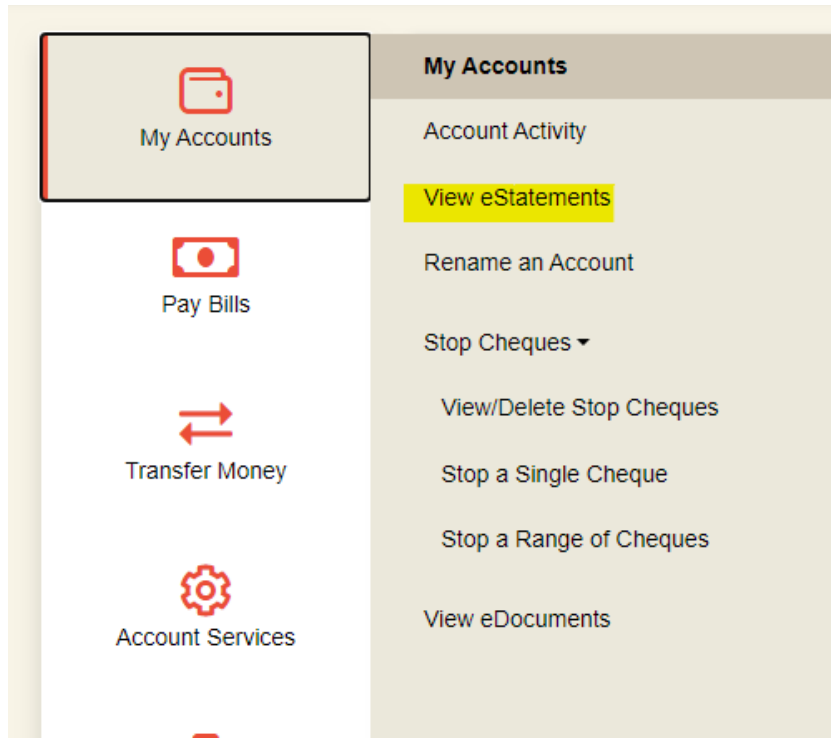 My Accounts
Pay Bills
Transfer Money
Account Services
My Accounts
Account Activity
View eStatements
Rename an Account
Stop Cheques
View/Delete Stop Cheques
Stop a Single Cheque
Stop a Range of Cheques
View eDocuments